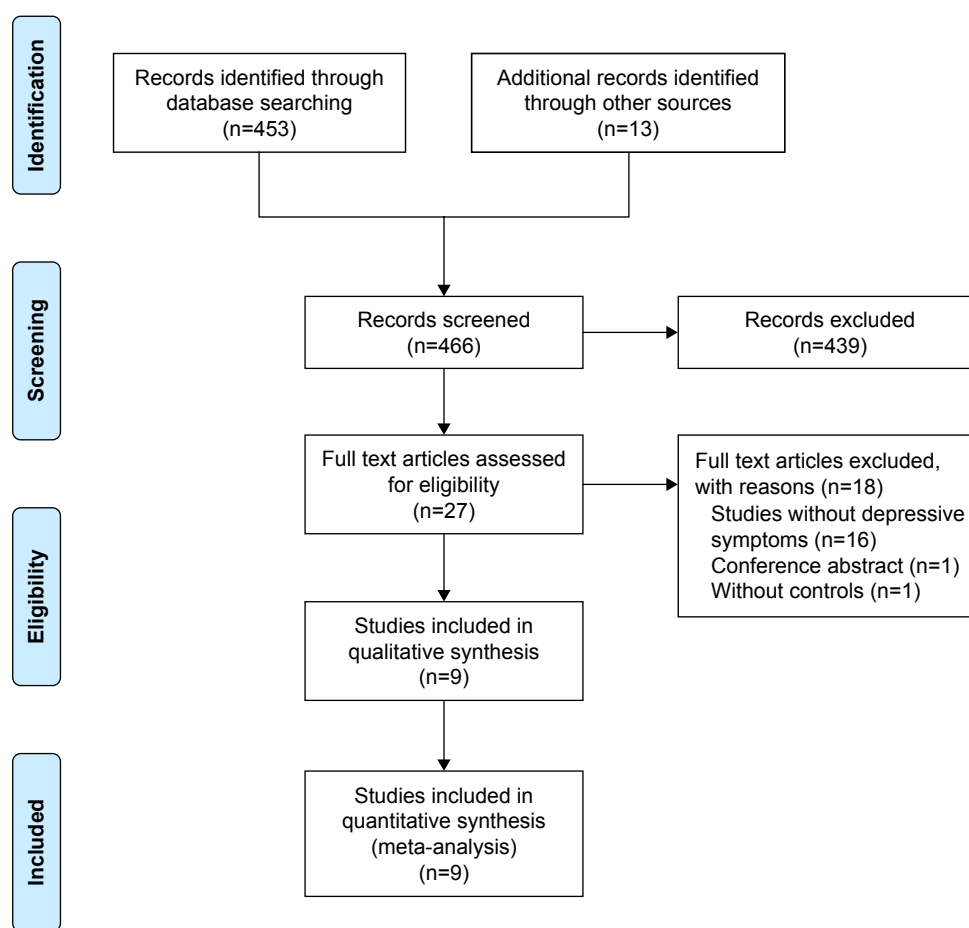 Identification
Records identified through
database searching
(n=453)
Additional records identified
through other sources
(n=13)
Screening
Records screened
(n=466)
Records excluded
(n=439)
Full text articles assessed
for eligibility
(n=27)
Full text articles excluded,
with reasons (n=18)
Studies without depressive
symptoms (n=16)
Conference abstract (n=1)
Without controls (n=1)
Eligibility
Studies included in
qualitative synthesis
(n=9)
Included
Studies included in
quantitative synthesis
(meta-analysis)
(n=9)